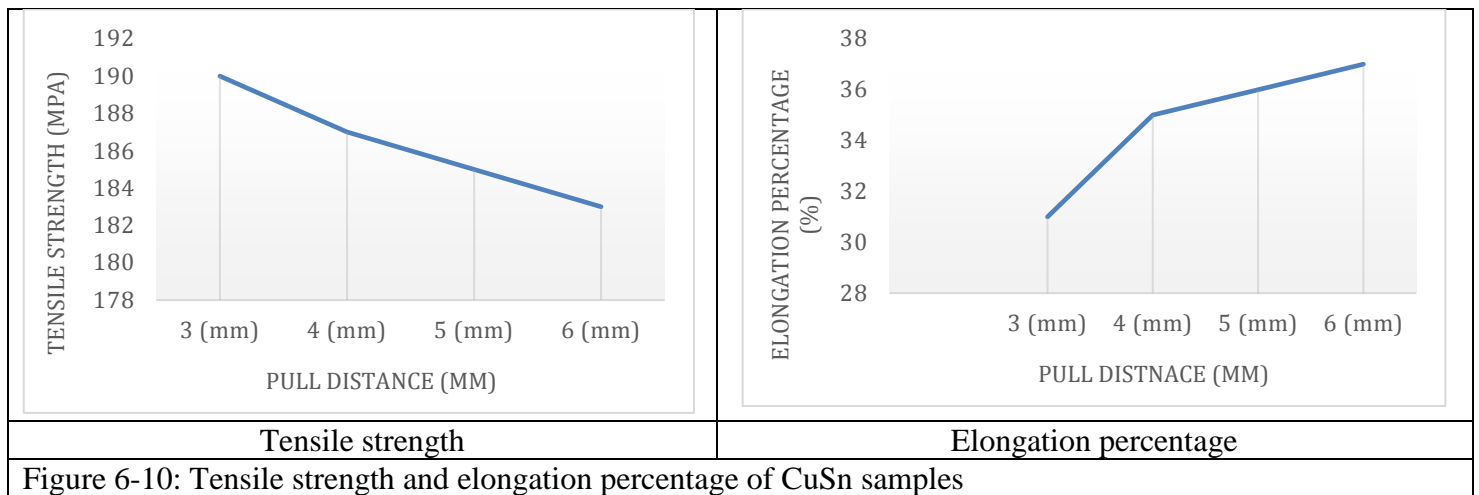 192
190
188
186
184
182
180
178
TENSILE STRENGTH (MPA)
3 (mm) 4 (mm) 5 (mm) 6 (mm)
PULL DISTANCE (MM)
38
36
34
32
30
28
ELONGATION PERCENTAGE
(%)
3 (mm) 4 (mm) 5 (mm) 6 (mm)
PULL DISTNACE (MM)
Tensile strength
Elongation percentage
Figure 6-10: Tensile strength and elongation percentage of CuSn samples